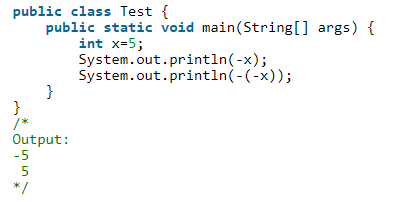 public class Test {
    public static void main(String[] args) {
        int x=5;
        System.out.println(-x);
        System.out.println(-(-x));
    }
}
/*
Output:
-5
 5
*/